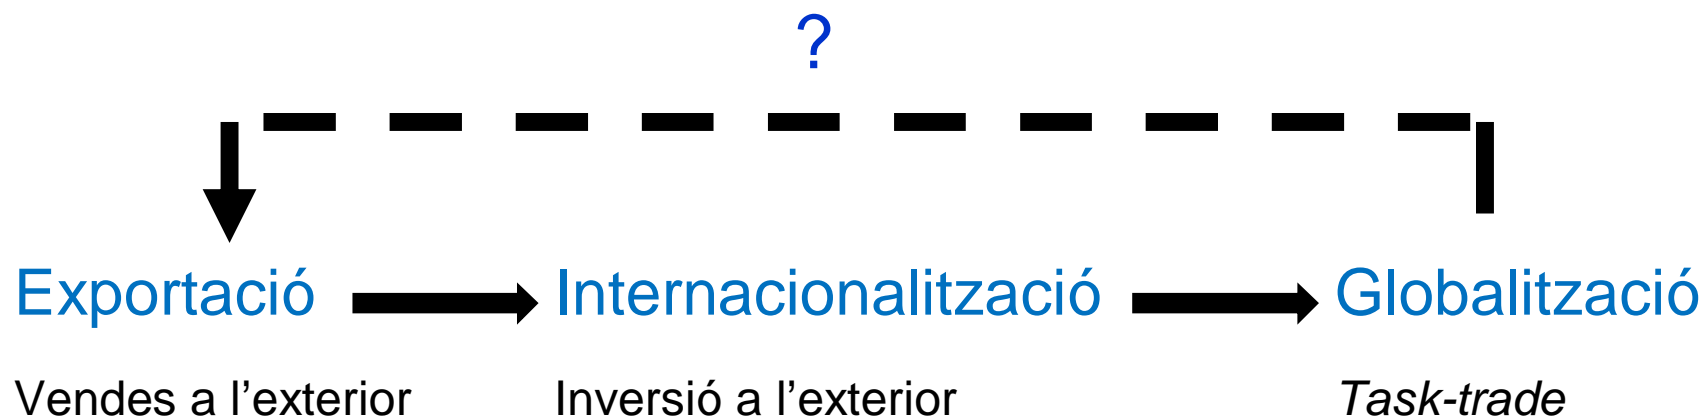 ?
Exportació Internacionalització Globalització
Vendes a l’exterior Inversió a l’exterior Task-trade